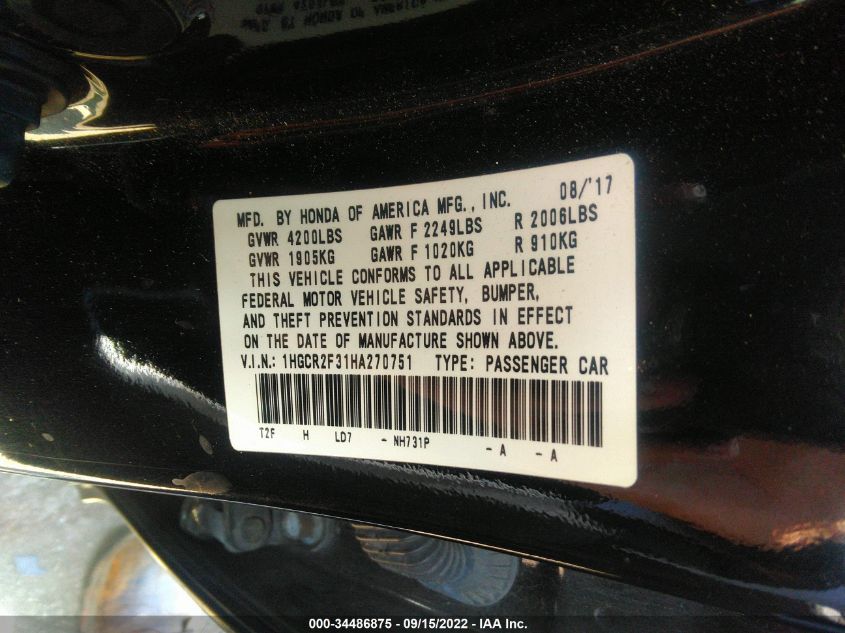 MFD. BY HONDA OF AMERICA MFG., INC. 08/'17
GVWR 4200LBS GAWR F 2249LBS R 2006LBS
GVWR 1905KG GAWR F 1020KG R 910KG
THIS VEHICLE CONFORMS TO ALL APPLICABLE
FEDERAL MOTOR VEHICLE SAFETY, BUMPER,
AND THEFT PREVENTION STANDARDS IN EFFECT
ON THE DATE OF MANUFACTURE SHOWN ABOVE.
V.I.N.: 1HGCR2F31HA270751 TYPE: PASSENGER CAR
T2F H LD7 - NH731P - A - A
000-34486875 - 09/15/2022 - IAA Inc.